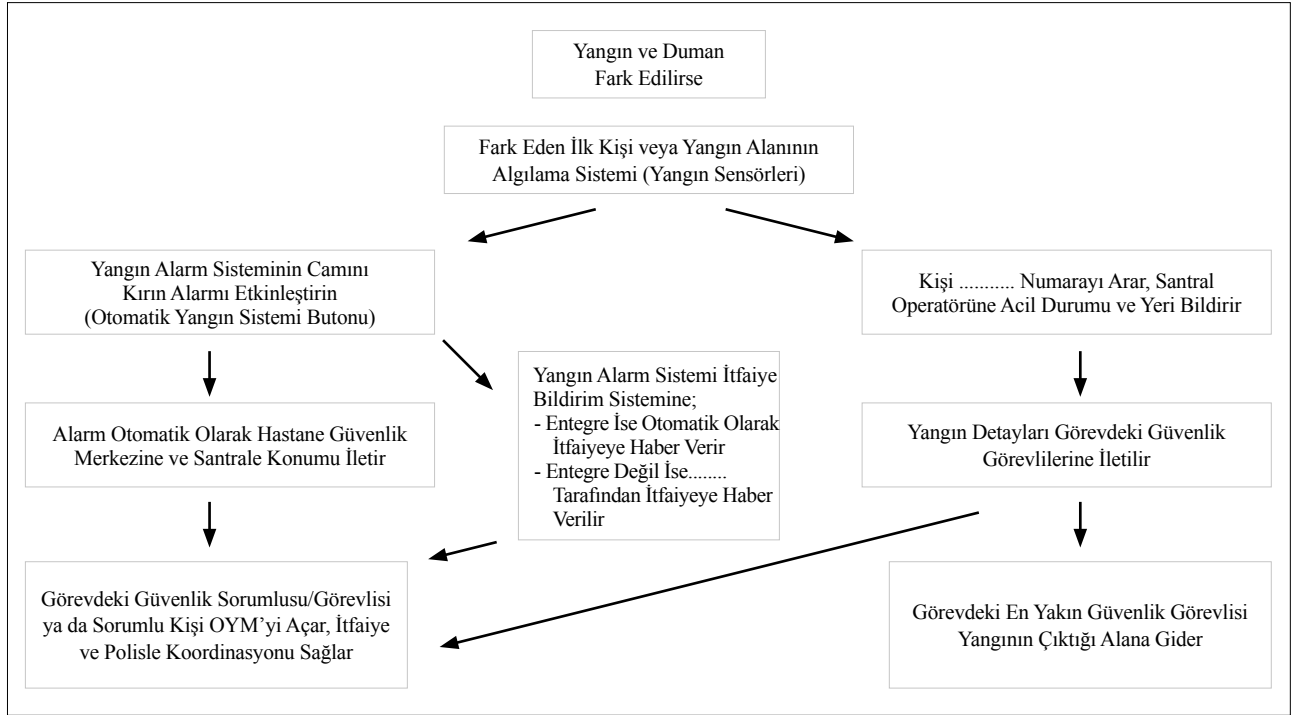 Yangın ve Duman
Fark Edilirse
Fark Eden İlk Kişi veya Yangın Alanının
Algılama Sistemi (Yangın Sensörleri)
Yangın Alarm Sisteminin Camını
Kırın Alarmı Etkinleştirin
(Otomatik Yangın Sistemi Butonu)
Kişi ........... Numarayı Arar, Santral
Operatörüne Acil Durumu ve Yeri Bildirir
Yangın Alarm Sistemi İtfaiye
Bildirim Sistemine;
- Entegre İse Otomatik Olarak
İtfaiyeye Haber Verir
- Entegre Değil İse........
Tarafından İtfaiyeye Haber
Verilir
Alarm Otomatik Olarak Hastane Güvenlik
Merkezine ve Santrale Konumu İletir
Yangın Detayları Görevdeki Güvenlik
Görevlilerine İletilir
Görevdeki Güvenlik Sorumlusu/Görevlisi
ya da Sorumlu Kişi OYM’yi Açar, İtfaiye
ve Polisle Koordinasyonu Sağlar
Görevdeki En Yakın Güvenlik Görevlisi
Yangının Çıktığı Alana Gider